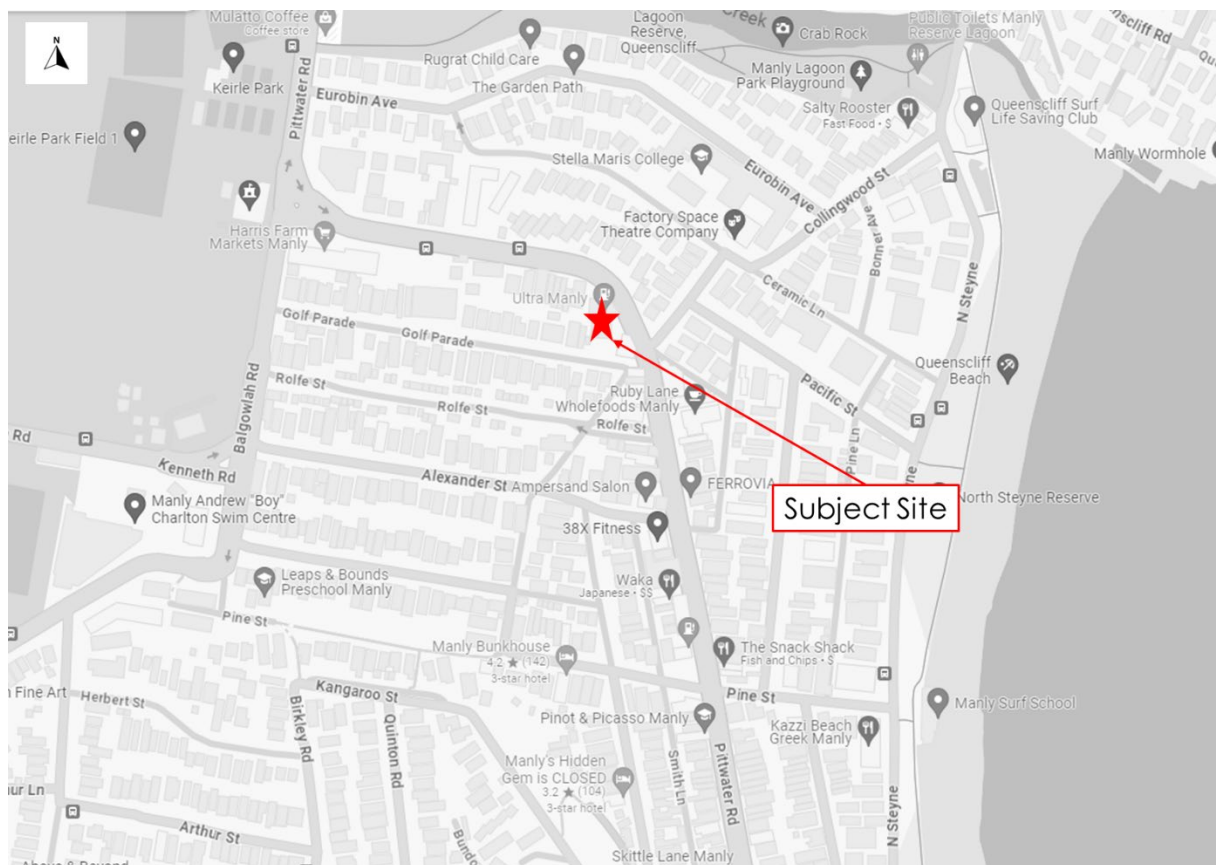 N
Mulatto Coffee
Coffee store
Pittwater Rd
Keirle Park
Rugrat Child Care
The Garden Path
Lagoon
Reserve,
Queenscliff
Creek
Crab Rock
Public Toilets Manly
Reserve Lagoon
Manly Lagoon
Park Playground
Salty Rooster
Fast Food • $
Queenscliff Surf
Life Saving Club
Manly Wormhole
Eurobin Ave
eirle Park Field 1
Stella Maris College
Eurobin Ave
Collingwood St
Bonner Ave
Factory Space
Theatre Company
Harris Farm
Markets Manly
Ceramic Ln
N Steyne
Ultra Manly
Golf Parade
Golf Parade
Queenscliff
Beach
Rolfe St
Rolfe St
Rolfe St
Ruby Lane
Wholefoods Manly
Pacific St
Pine Ln
Balgowlah Rd
Rd
Kenneth Rd
Alexander St
Ampersand Salon
FERROVIA
Subject Site
North Steyne Reserve
Manly Andrew "Boy"
Charlton Swim Centre
38X Fitness
Leaps & Bounds
Preschool Manly
Waka
Japanese • $$
Pine St
Manly Bunkhouse
4.2 ★ (142)
3-star hotel
The Snack Shack
Fish and Chips • $
Pine St
n Fine Art
Herbert St
Kangaroo St
Birkley Rd
Quinton Rd
Pinot & Picasso Manly
Kazzi Beach
Greek Manly
Manly Surf School
Manly's Hidden
Gem is CLOSED
3.2 ★ (104)
3-star hotel
Smith Ln
Pittwater Rd
N Steyne
ur Ln
Arthur St
Skittle Lane Manly